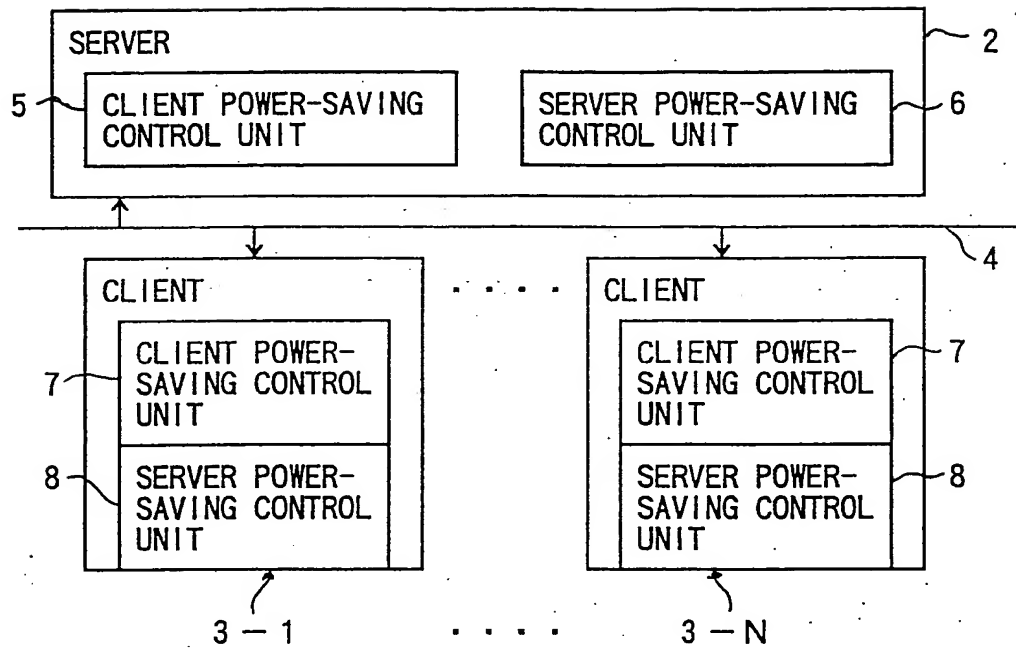 SERVER
2
5
CLIENT POWER-SAVING
CONTROL UNIT
SERVER POWER-SAVING
CONTROL UNIT
6
4
CLIENT
CLIENT POWER-
SAVING CONTROL
UNIT
7
SERVER POWER-
SAVING CONTROL
UNIT
8
3-1
. . . .
CLIENT
CLIENT POWER-
SAVING CONTROL
UNIT
7
SERVER POWER-
SAVING CONTROL
UNIT
8
. . . .
3-N